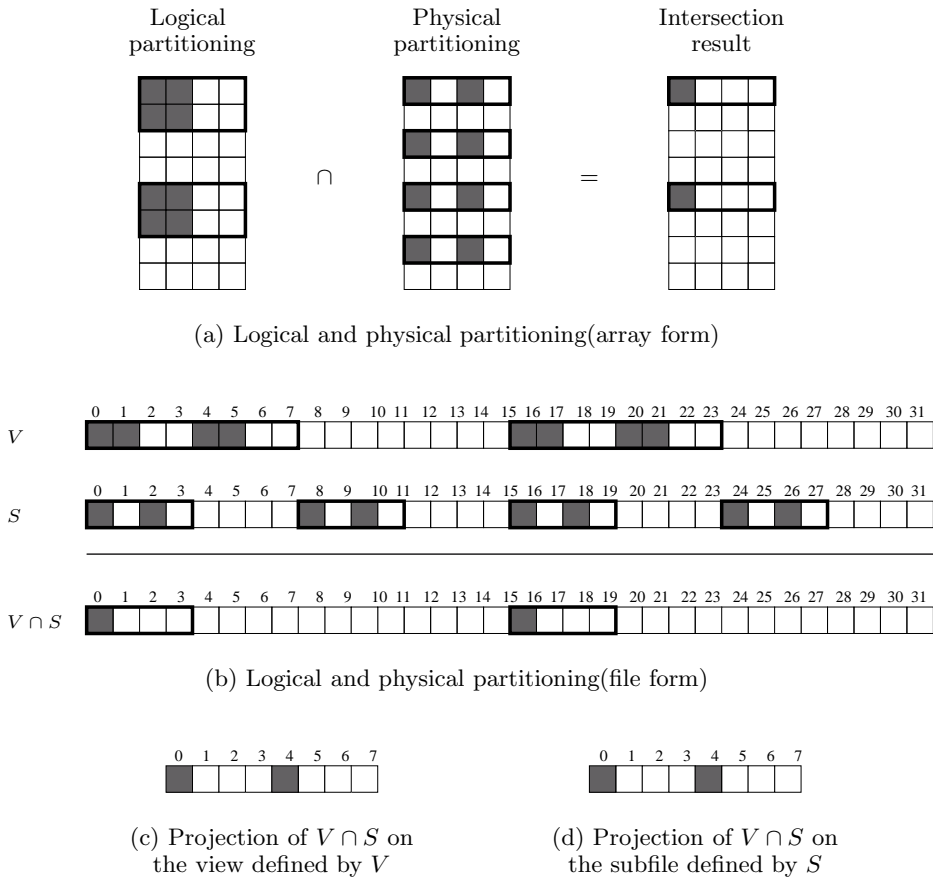 Logical partitioning
Physical partitioning
Intersection result
∩
=
(a) Logical and physical partitioning(array form)
0 1 2 3 4 5 6 7 8 9 10 11 12 13 14 15 16 17 18 19 20 21 22 23 24 25 26 27 28 29 30 31
V
0 1 2 3 4 5 6 7 8 9 10 11 12 13 14 15 16 17 18 19 20 21 22 23 24 25 26 27 28 29 30 31
S
0 1 2 3 4 5 6 7 8 9 10 11 12 13 14 15 16 17 18 19 20 21 22 23 24 25 26 27 28 29 30 31
V ∩ S
(b) Logical and physical partitioning(file form)
0 1 2 3 4 5 6 7
(c) Projection of V ∩ S on
the view defined by V
0 1 2 3 4 5 6 7
(d) Projection of V ∩ S on
the subfile defined by S